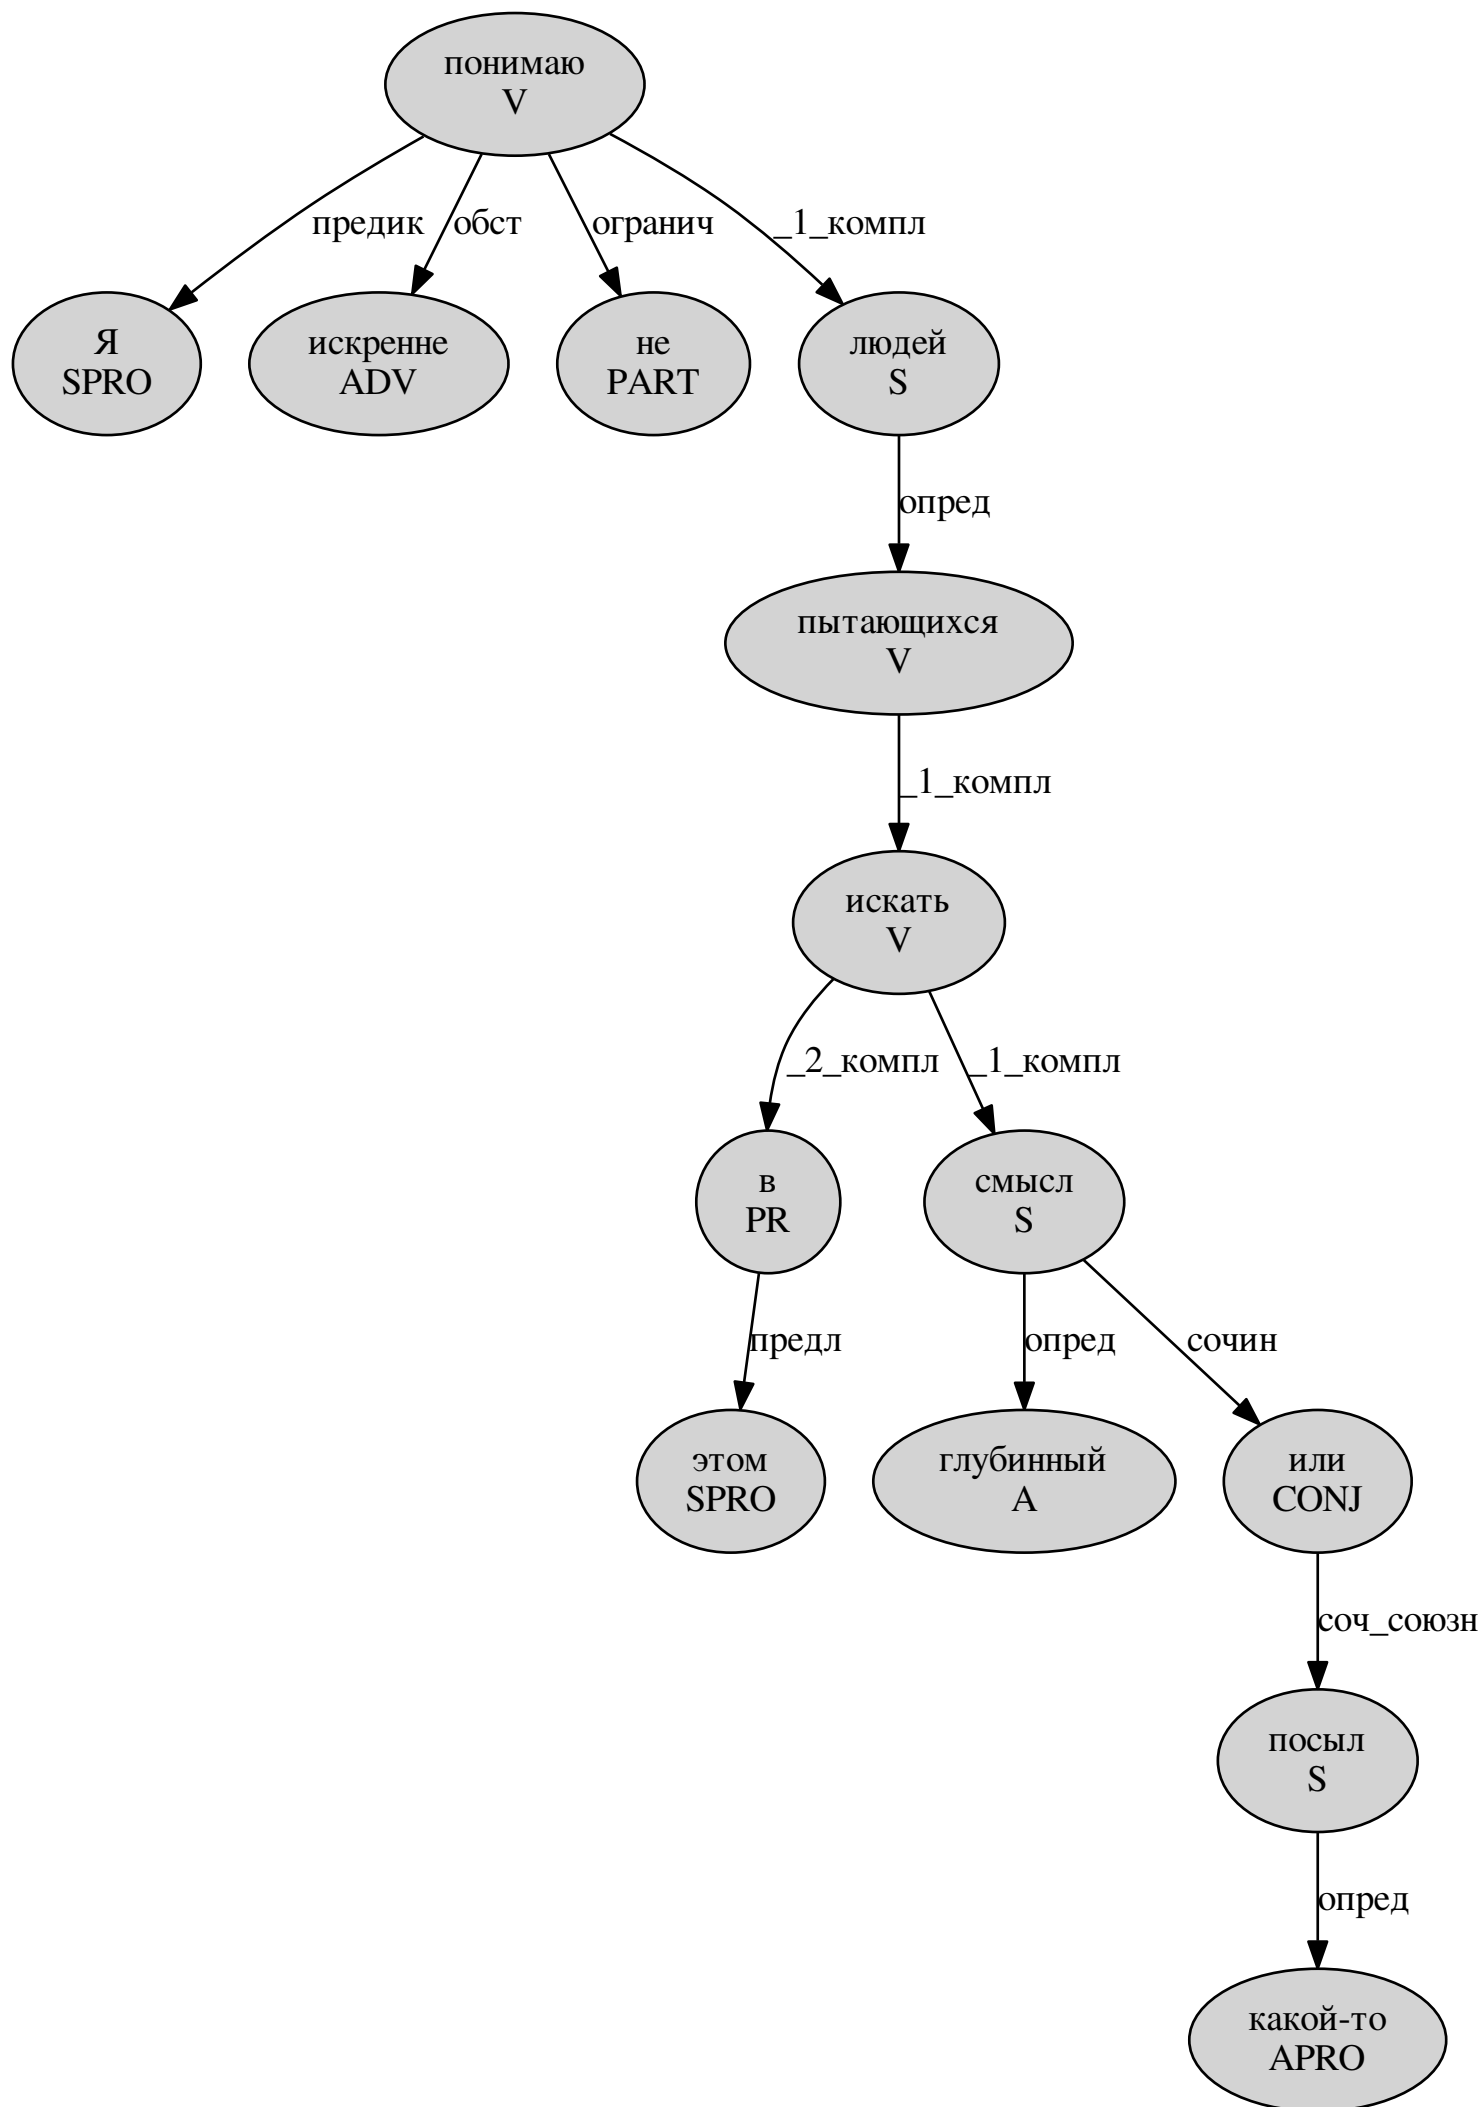 понимаю
V
предик
обст
огранич
_1_компл
Я
SPRO
искренне
ADV
не
PART
людей
S
опред
пытающихся
V
_1_компл
искать
V
_2_компл
_1_компл
в
PR
смысл
S
предл
опред
сочин
этом
SPRO
глубинный
A
или
CONJ
соч_союзн
посыл
S
опред
какой-то
APRO